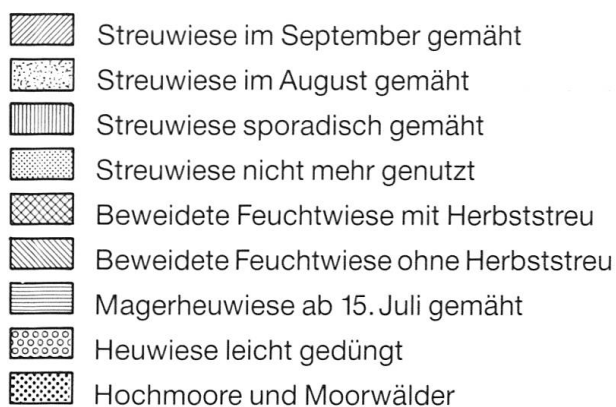 Streuwiese im September gemäht
Streuwiese im August gemäht
Streuwiese sporadisch gemäht
Streuwiese nicht mehr genutzt
Beweidete Feuchtwiese mit Herbststreu
Beweidete Feuchtwiese ohne Herbststreu
Magerheuwiese ab 15. Juli gemäht
Heuwiese leicht gedüngt
Hochmoore und Moorwälder